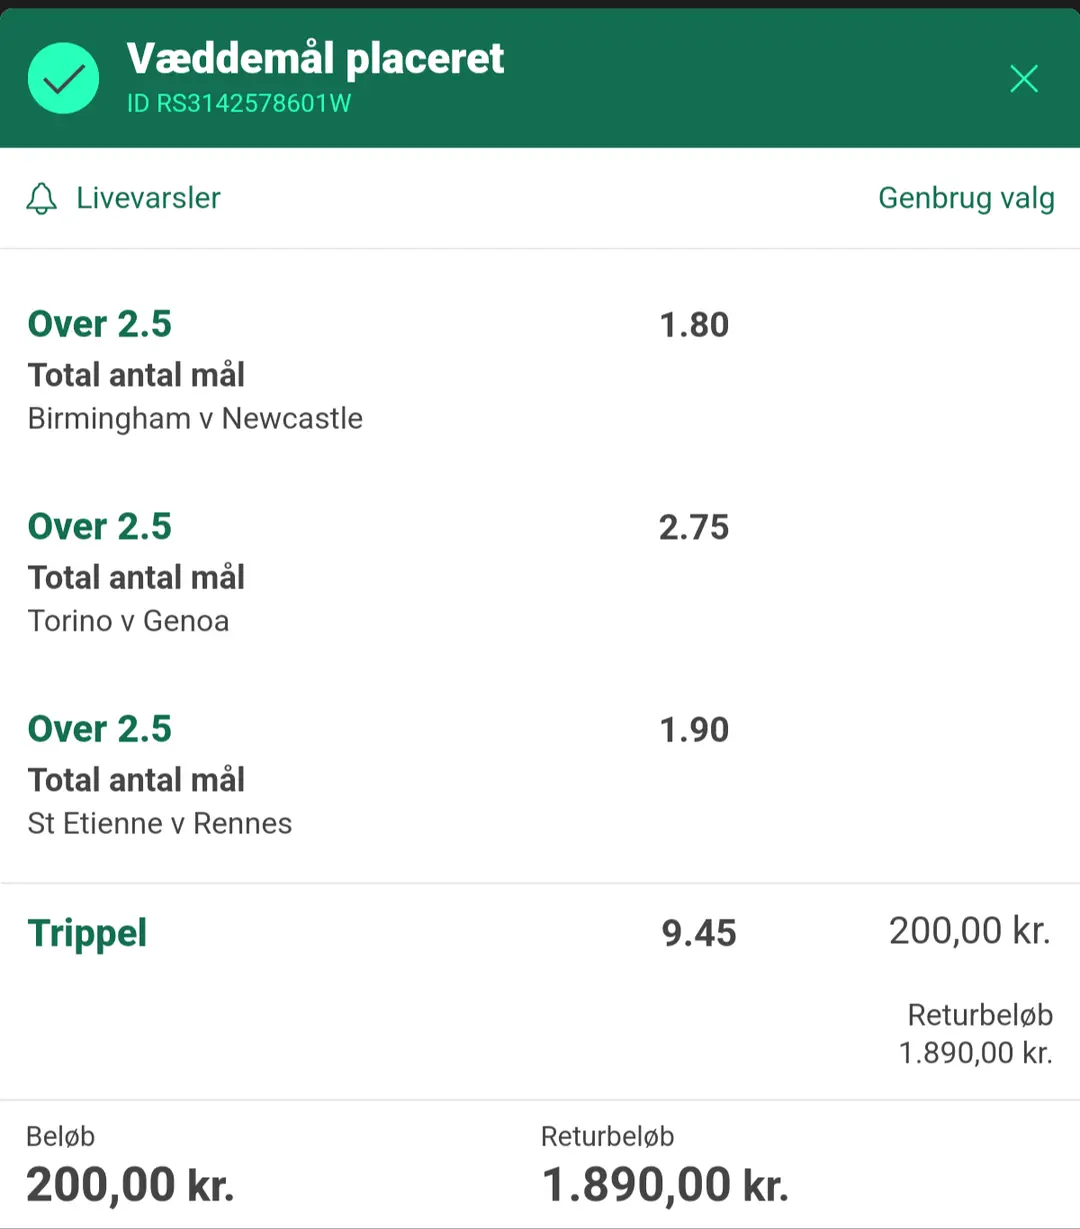 Væddemål placeret
ID RS3142578601W
Livevarsler
Genbrug valg
Over 2.5 1.80
Total antal mål
Birmingham v Newcastle
Over 2.5 2.75
Total antal mål
Torino v Genoa
Over 2.5 1.90
Total antal mål
St Etienne v Rennes
Trippel 9.45 200,00 kr.
Returbeløb
1.890,00 kr.
Beløb Returbeløb
200,00 kr. 1.890,00 kr.